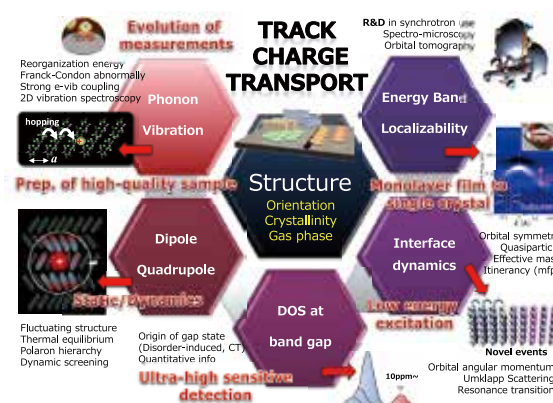 Evolution of
measurements
TRACK
CHARGE
TRANSPORT
R&D in synchrotron use
Spectro-microscopy
Orbital tomography
Reorganization energy
Franck-Condon abnormally
Strong e-vib coupling
2D vibration spectroscopy
Phonon
Vibration
Energy Band
Localizability
hopping
a
Prep. of high-quality sample
Structure
Orientation
Crystallinity
Gas phase
Monolayer film to
single crystal
Dipole
Quadrupole
Interface
dynamics
Orbital symmetr
Quasipartic
Effective mas
Itinerancy (mfp
Static/Dynamics
Low energy
excitation
DOS at
band gap
Fluctuating structure
Thermal equilibrium
Polaron hierarchy
Dynamic screening
Origin of gap state
(Disorder-induced, CT)
Quantitative info
Ultra-high sensitive
detection
10ppm~
Novel events
Orbital angular momentum
Umklapp Scattering
Resonance transition